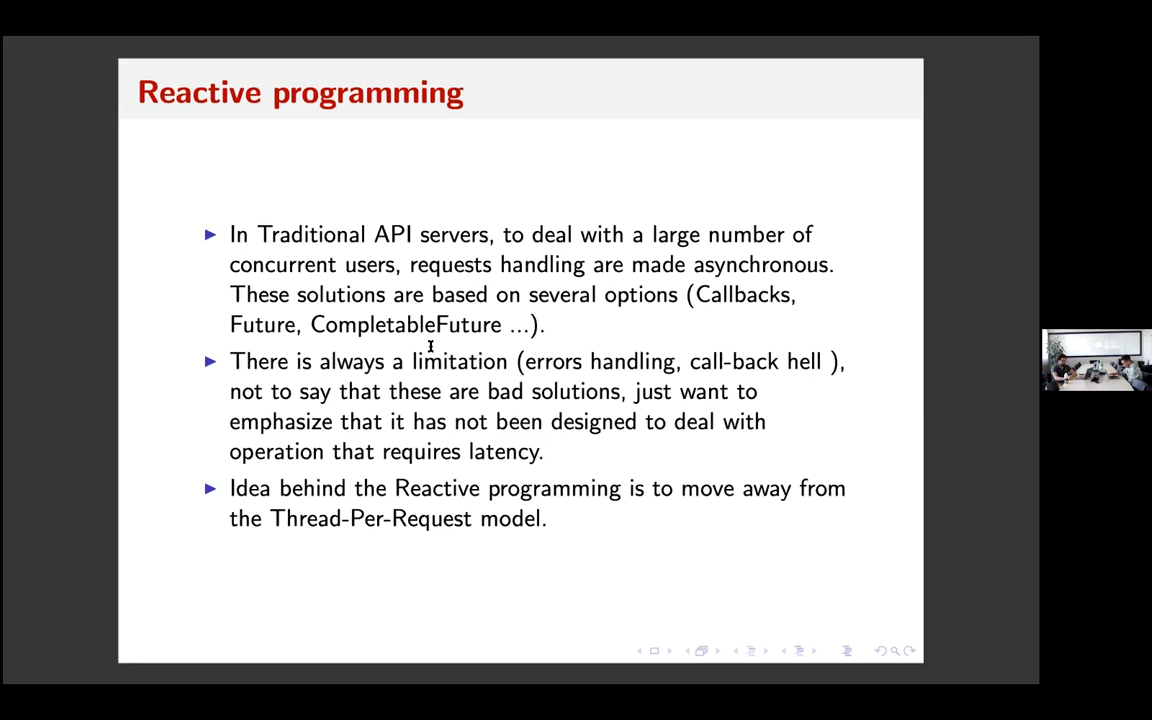 Reactive programming
In Traditional API servers, to deal with a large number of
concurrent users, requests handling are made asynchronous.
These solutions are based on several options (Callbacks,
Future, CompletableFuture ...).
There is always a limitation (errors handling, call-back hell ),
not to say that these are bad solutions, just want to
emphasize that it has not been designed to deal with
operation that requires latency.
Idea behind the Reactive programming is to move away from
the Thread-Per-Request model.